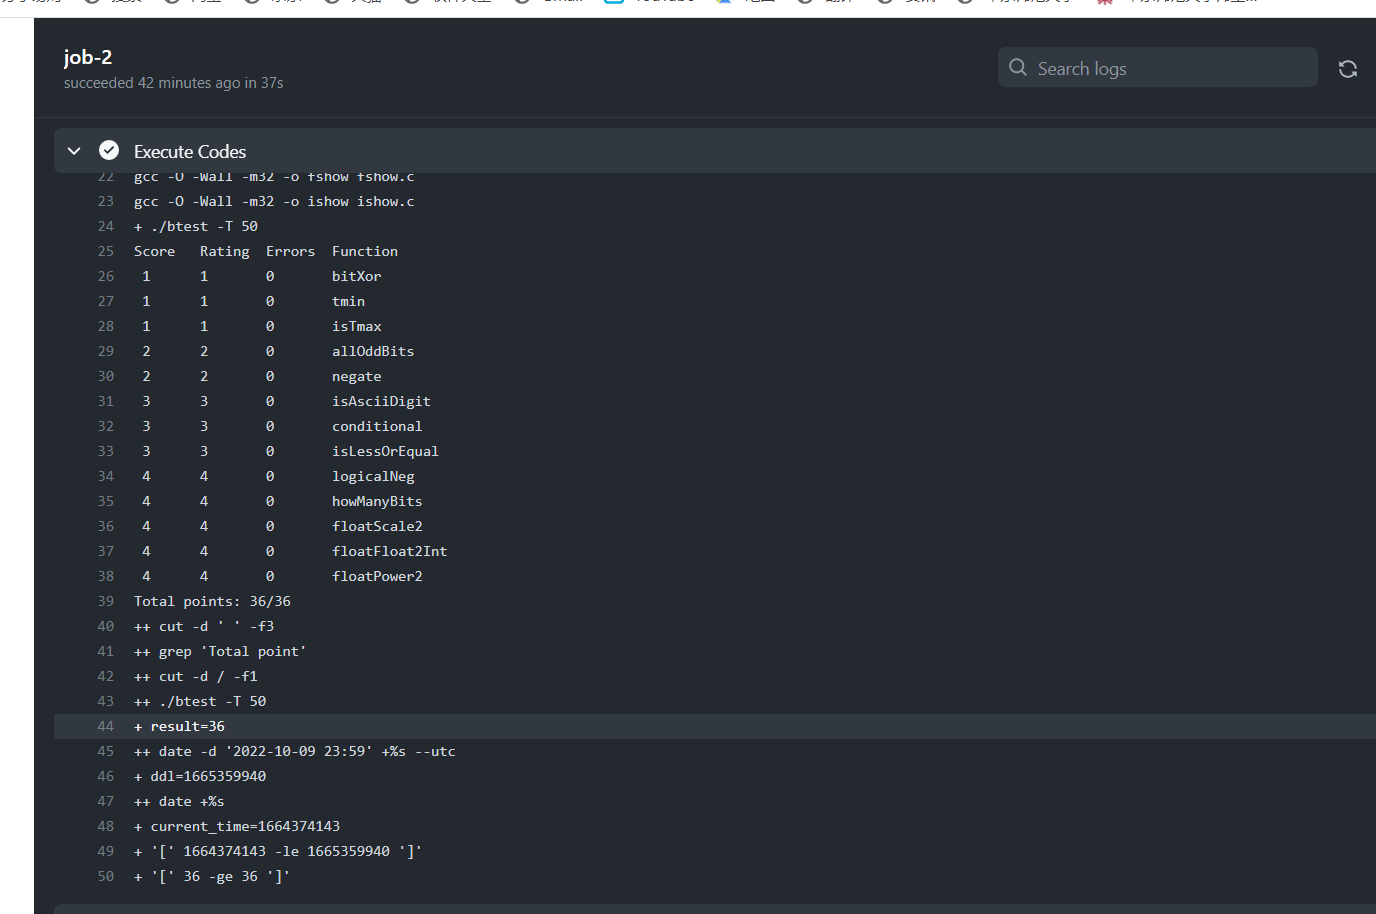 job-2
succeeded 42 minutes ago in 37s
Search logs
Execute Codes
22 gcc -O -Wall -m32 -o fshow fshow.c
23 gcc -O -Wall -m32 -o ishow ishow.c
24 + ./btest -T 50
25 Score Rating Errors Function
26 1 1 0 bitXor
27 1 1 0 tmin
28 1 1 0 isTmax
29 2 2 0 allOddBits
30 2 2 0 negate
31 3 3 0 isAsciiDigit
32 3 3 0 conditional
33 3 3 0 isLessOrEqual
34 4 4 0 logicalNeg
35 4 4 0 howManyBits
36 4 4 0 floatScale2
37 4 4 0 floatFloat2Int
38 4 4 0 floatPower2
39 Total points: 36/36
40 ++ cut -d ' ' -f3
41 ++ grep 'Total point'
42 ++ cut -d / -f1
43 ++ ./btest -T 50
44 + result=36
45 ++ date -d '2022-10-09 23:59' +%s --utc
46 + ddl=1665359940
47 ++ date +%s
48 + current_time=1664374143
49 + '[' 1664374143 -le 1665359940 ']'
50 + '[' 36 -ge 36 ']'